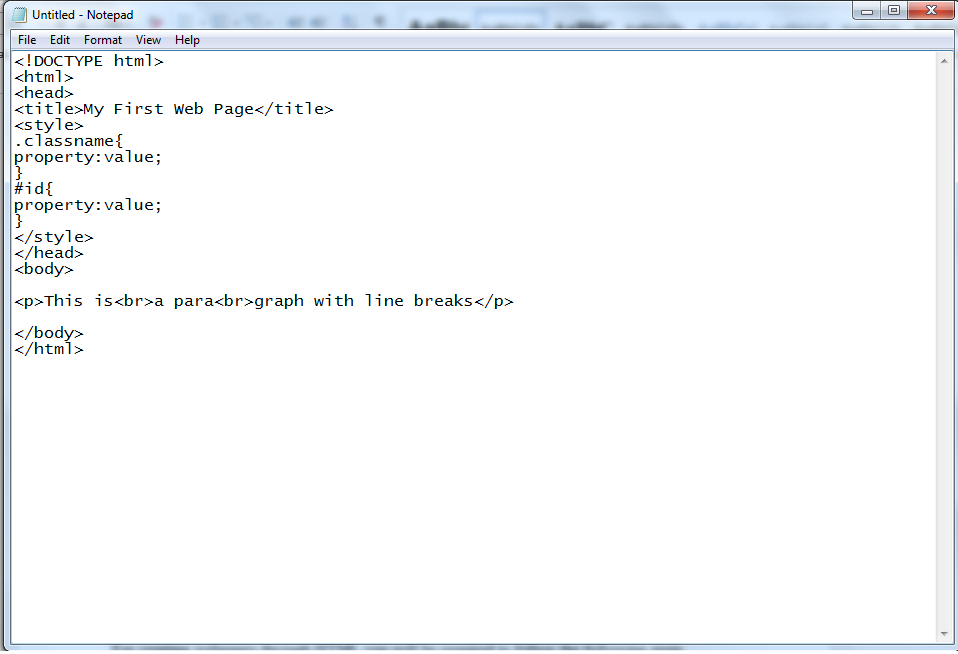 Untitled - Notepad
File Edit Format View Help
<!DOCTYPE html>
<html>
<head>
<title>My First Web Page</title>
<style>
.classname{
property:value;
}
#id{
property:value;
}
</style>
</head>
<body>
<p>This is<br>a para<br>graph with line breaks</p>
</body>
</html>